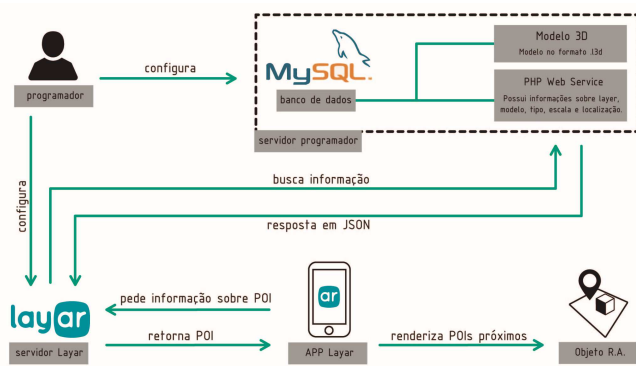 programador
configura
MySQL
banco de dados
servidor programador
Modelo 3D
Modelo no formato .l3d
PHP Web Service
Possui informações sobre layer,
modelo, tipo, escala e localização.
configura
busca informação
resposta em JSON
layar
servidor Layar
pede informação sobre POI
retorna POI
ar
APP Layar
renderiza POIs próximos
Objeto R.A.